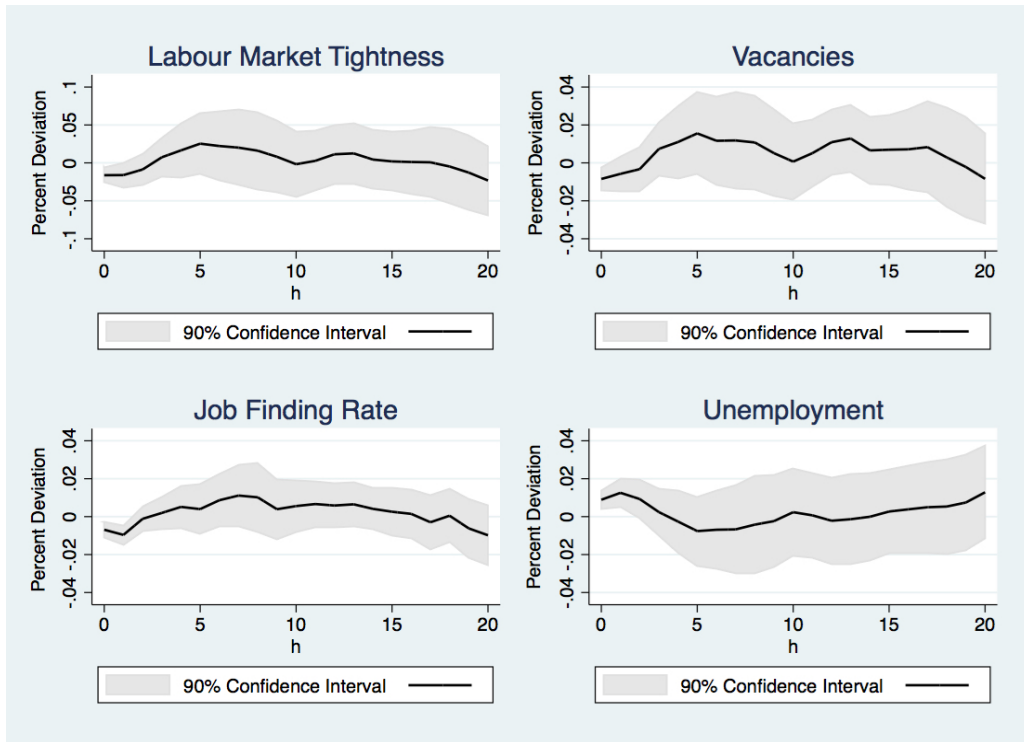 Labour Market Tightness
Percent Deviation
.1
.05
0
-.05
-.1
0 5 10 15 20
h
90% Confidence Interval
Vacancies
Percent Deviation
.04
.02
0
-.02
-.04
0 5 10 15 20
h
90% Confidence Interval
Job Finding Rate
Percent Deviation
.04
.02
0
-.02
-.04
0 5 10 15 20
h
90% Confidence Interval
Unemployment
Percent Deviation
.04
.02
0
-.02
-.04
0 5 10 15 20
h
90% Confidence Interval